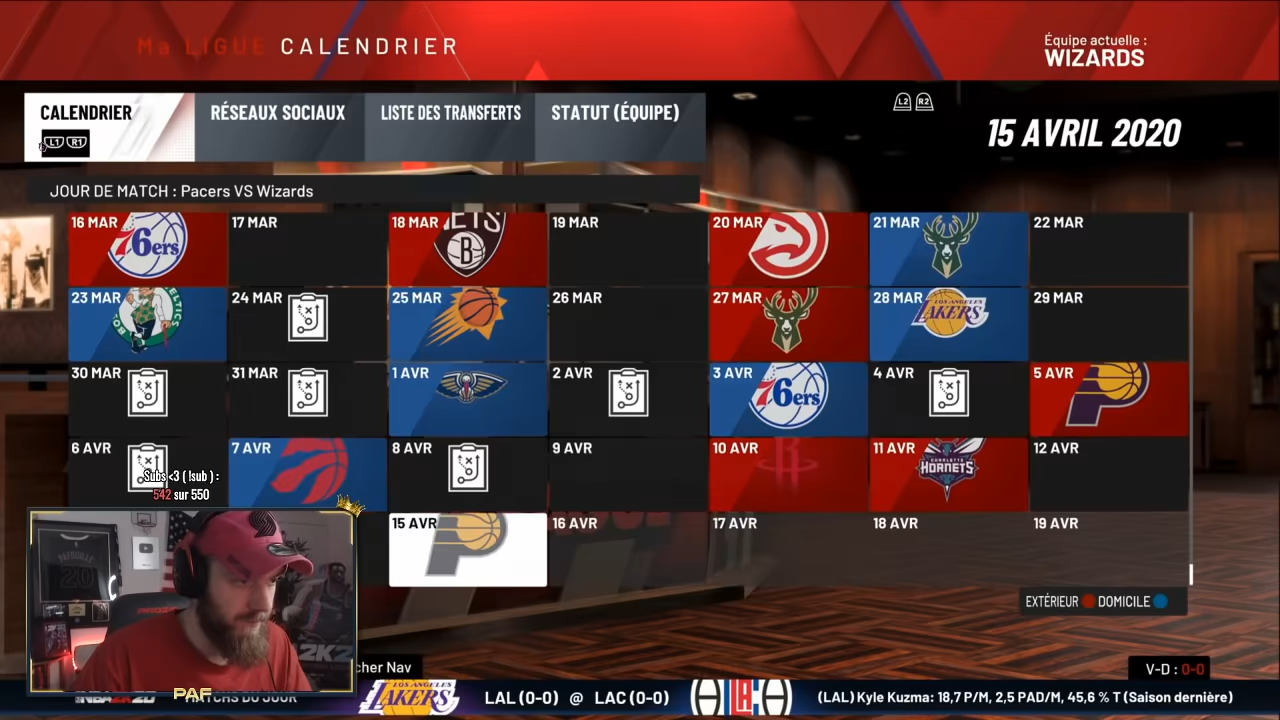 Ma LIGUE CALENDRIER
Équipe actuelle :
WIZARDS
CALENDRIER
L1 R1
RÉSEAUX SOCIAUX
LISTE DES TRANSFERTS
STATUT (ÉQUIPE)
L2 R2
15 AVRIL 2020
JOUR DE MATCH : Pacers VS Wizards
16 MAR 76ers 17 MAR 18 MAR NETS B 19 MAR 20 MAR 21 MAR 22 MAR
23 MAR CELTICS 24 MAR 25 MAR 26 MAR 27 MAR 28 MAR LOS ANGELES LAKERS 29 MAR
30 MAR 31 MAR 1 AVR 2 AVR 3 AVR 76ers 4 AVR 5 AVR
6 AVR 7 AVR 8 AVR 9 AVR 10 AVR R 11 AVR CHARLOTTE HORNETS 12 AVR
Subs <3 ( !sub ) :
542 sur 550
15 AVR 16 AVR 17 AVR 18 AVR 19 AVR
PAFOUILLE
20
EXTÉRIEUR DOMICILE
2K2
cher Nav
V-D : 0-0
NBA 2K20 PAF MATCHS DU JOUR LOS ANGELES LAKERS LAL (0-0) @ LAC (0-0) LAC (LAL) Kyle Kuzma: 18,7 P/M, 2,5 PAD/M, 45,6 % T (Saison dernière)